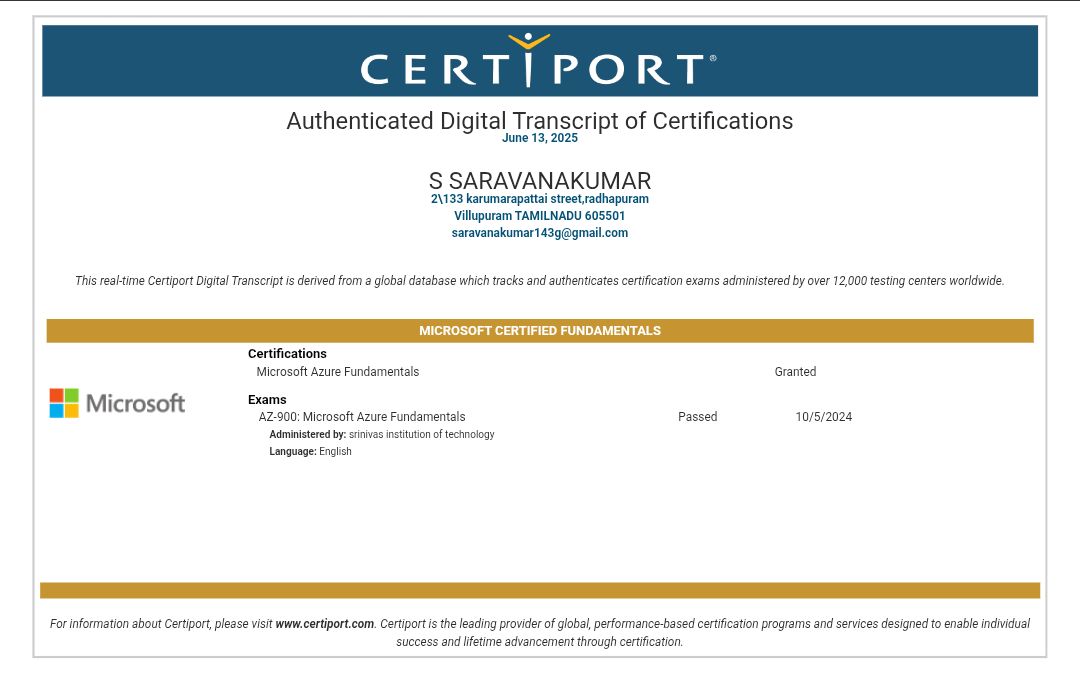 CERTIPORT®
Authenticated Digital Transcript of Certifications
June 13, 2025
S SARAVANAKUMAR
2\133 karumarapattai street,radhapuram
Villupuram TAMILNADU 605501
saravanakumar143g@gmail.com
This real-time Certiport Digital Transcript is derived from a global database which tracks and authenticates certification exams administered by over 12,000 testing centers worldwide.
MICROSOFT CERTIFIED FUNDAMENTALS
Certifications
Microsoft Azure Fundamentals Granted
Microsoft
Exams
AZ-900: Microsoft Azure Fundamentals Passed 10/5/2024
Administered by: srinivas institution of technology
Language: English
For information about Certiport, please visit www.certiport.com. Certiport is the leading provider of global, performance-based certification programs and services designed to enable individual
success and lifetime advancement through certification.